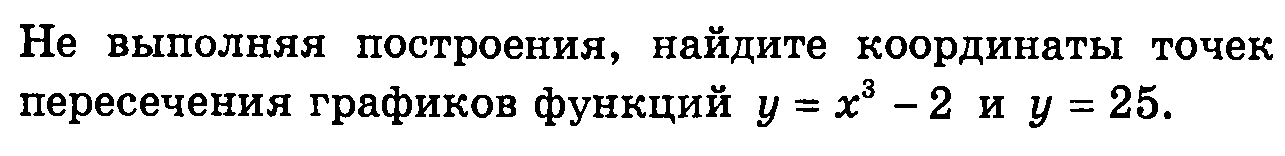 Не выполняя построения, найдите координаты точек
пересечения графиков функций y = x³ − 2 и y = 25.